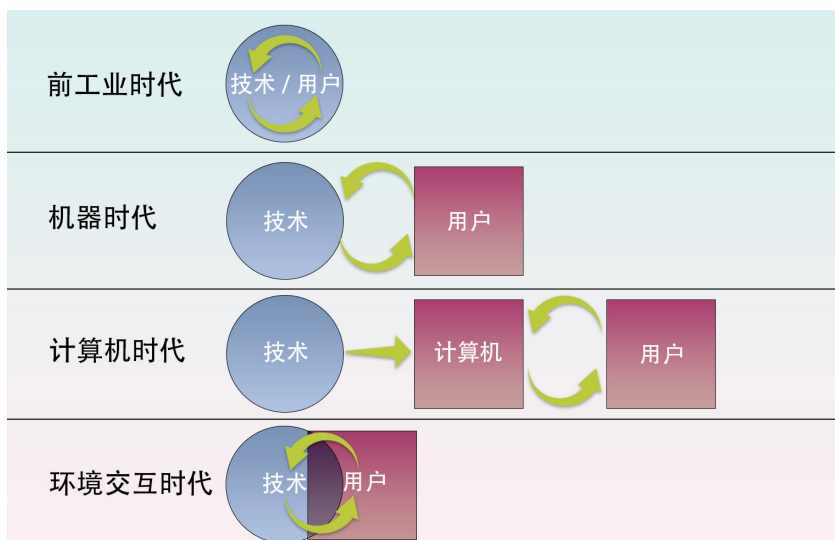 前工业时代
技术 / 用户
机器时代
技术
用户
计算机时代
技术
计算机
用户
环境交互时代
技术
用户